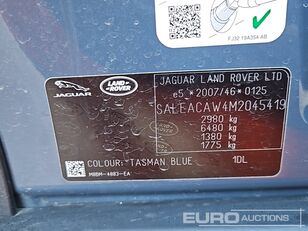 FJ32 19A354 AB
JAGUAR
LAND ROVER
JAGUAR LAND ROVER LTD
e5 *2007/46*0125
SALEACAW4M2045419
2980 kg
6480 kg
1380 kg
1775 kg
COLOUR: TASMAN BLUE 1DL
M8DM-4883-EA
EURO AUCTIONS